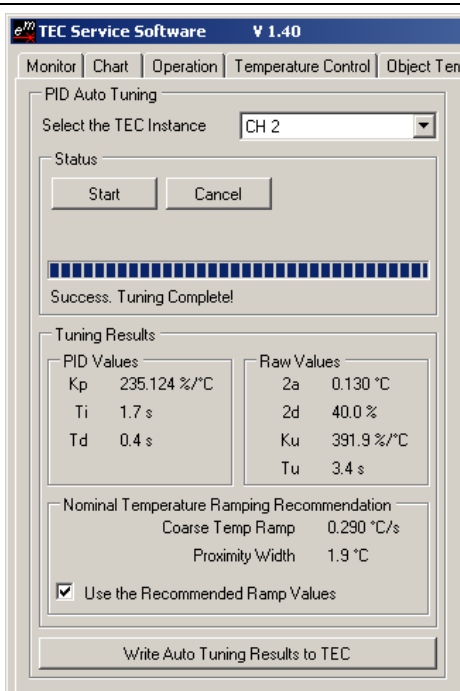 em TEC Service Software V 1.40
Monitor Chart Operation Temperature Control Object Tem
PID Auto Tuning
Select the TEC Instance CH 2
Status
Start Cancel
Success. Tuning Complete!
Tuning Results
PID Values Raw Values
Kp 235.124 %/°C 2a 0.130 °C
Ti 1.7 s 2d 40.0 %
Td 0.4 s Ku 391.9 %/°C
Tu 3.4 s
Nominal Temperature Ramping Recommendation
Coarse Temp Ramp 0.290 °C/s
Proximity Width 1.9 °C
Use the Recommended Ramp Values
Write Auto Tuning Results to TEC